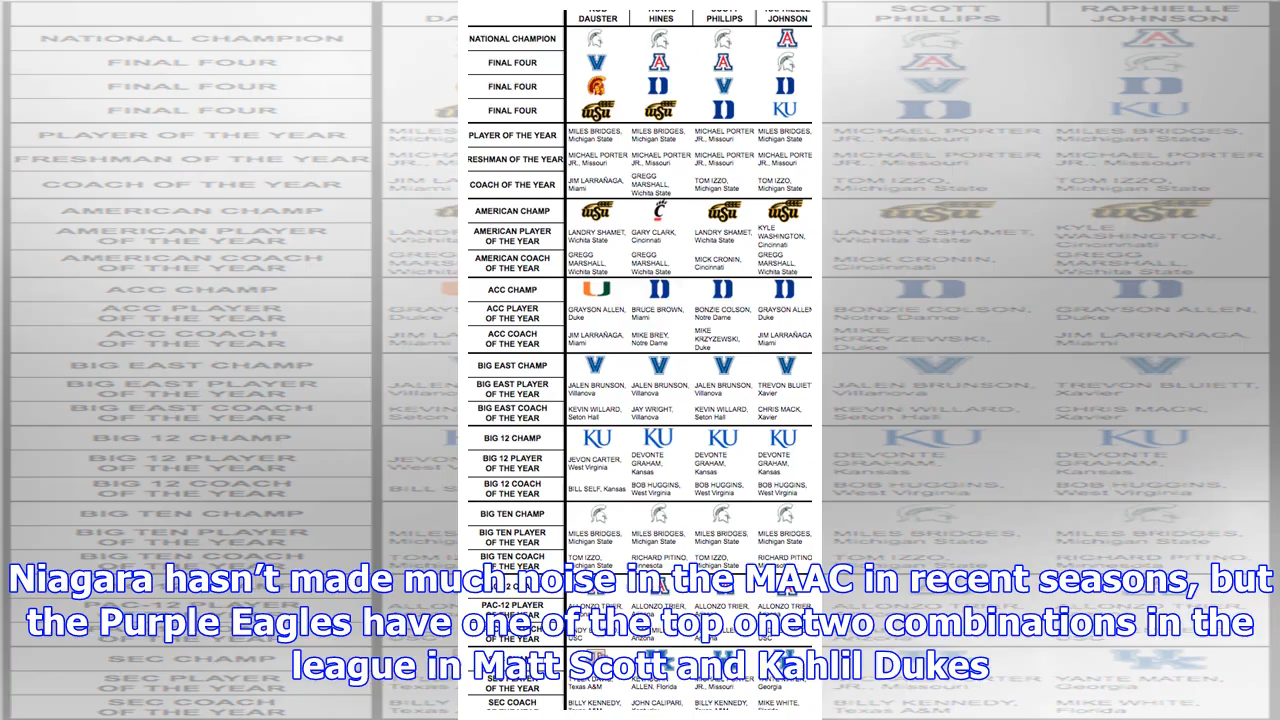 DAUSTER HINES PHILLIPS JOHNSON
NATIONAL CHAMPION
FINAL FOUR
FINAL FOUR
FINAL FOUR
PLAYER OF THE YEAR MILES BRIDGES, Michigan State MILES BRIDGES, Michigan State MICHAEL PORTER JR., Missouri MILES BRIDGES, Michigan State
RESHMAN OF THE YEAR MICHAEL PORTER JR., Missouri MICHAEL PORTER JR., Missouri MICHAEL PORTER JR., Missouri MICHAEL PORTE JR., Missouri
COACH OF THE YEAR JIM LARRAÑAGA, Miami GREGG MARSHALL, Wichita State TOM IZZO, Michigan State TOM IZZO, Michigan State
AMERICAN CHAMP
AMERICAN PLAYER OF THE YEAR LANDRY SHAMET, Wichita State GARY CLARK, Cincinnati LANDRY SHAMET, Wichita State KYLE WASHINGTON, Cincinnati
AMERICAN COACH OF THE YEAR GREGG MARSHALL, Wichita State GREGG MARSHALL, Wichita State MICK CRONIN, Cincinnati GREGG MARSHALL, Wichita State
ACC CHAMP
ACC PLAYER OF THE YEAR GRAYSON ALLEN, Duke BRUCE BROWN, Miami BONZIE COLSON, Notre Dame GRAYSON ALLEN Duke
ACC COACH OF THE YEAR JIM LARRAÑAGA, Miami MIKE BREY, Notre Dame MIKE KRZYZEWSKI, Duke JIM LARRAÑAGA Miami
BIG EAST CHAMP
BIG EAST PLAYER OF THE YEAR JALEN BRUNSON, Villanova JALEN BRUNSON, Villanova JALEN BRUNSON, Villanova TREVON BLUIET Xavier
BIG EAST COACH OF THE YEAR KEVIN WILLARD, Seton Hall JAY WRIGHT, Villanova KEVIN WILLARD, Seton Hall CHRIS MACK, Xavier
BIG 12 CHAMP
BIG 12 PLAYER OF THE YEAR JEVON CARTER, West Virginia DEVONTE GRAHAM, Kansas DEVONTE GRAHAM, Kansas DEVONTE GRAHAM, Kansas
BIG 12 COACH OF THE YEAR BILL SELF, Kansas BOB HUGGINS, West Virginia BOB HUGGINS, West Virginia BOB HUGGINS, West Virginia
BIG TEN CHAMP
BIG TEN PLAYER OF THE YEAR MILES BRIDGES, Michigan State MILES BRIDGES, Michigan State MILES BRIDGES, Michigan State MILES BRIDGES, Michigan State
BIG TEN COACH TOM IZZO, RICHARD PITINO, TOM IZZO, RICHARD PITINO
Niagara hasn't made much noise in the MAAC in recent seasons, but
the Purple Eagles have one of the top onetwo combinations in the
league in Matt Scott and Kahlil Dukes
PAC-12 PLAYER ALLONZO TRIER, ALLONZO TRIER, ALLONZO TRIER, ALLONZO TRIER,
OF THE YEAR Texas A&M ALLEN, Florida JR., Missouri Georgia
SEC COACH BILLY KENNEDY, JOHN CALIPARI, BILLY KENNEDY, MIKE WHITE,